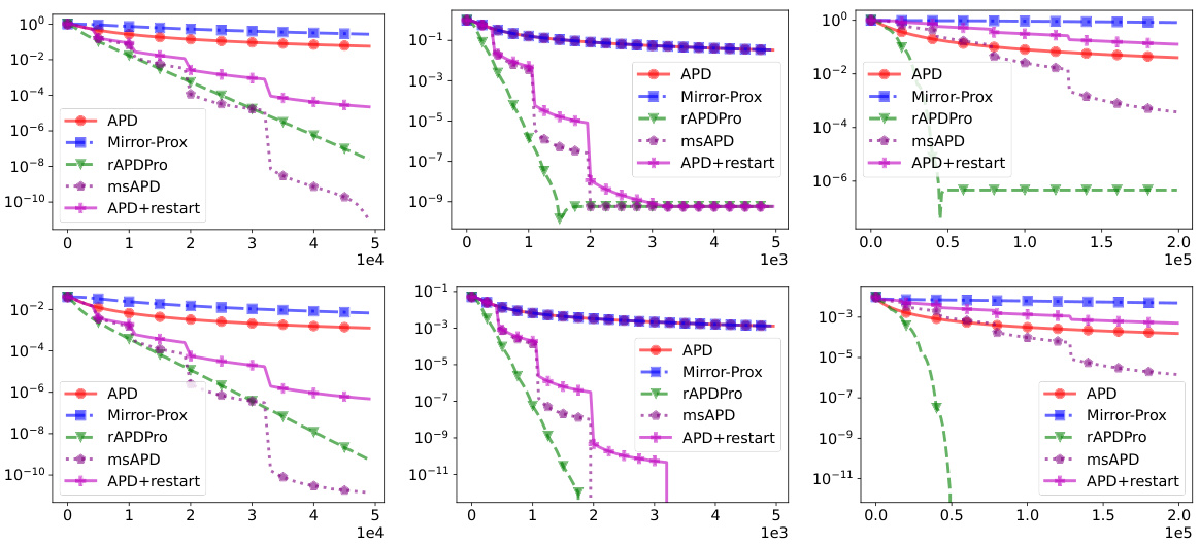 10⁰
10⁻²
10⁻⁴
10⁻⁶
10⁻⁸
10⁻¹⁰
APD
Mirror-Prox
rAPDPro
msAPD
APD+restart
0 1 2 3 4 5
1e4
10⁻¹
10⁻³
10⁻⁵
10⁻⁷
10⁻⁹
APD
Mirror-Prox
rAPDPro
msAPD
APD+restart
0 1 2 3 4 5
1e3
10⁰
10⁻²
10⁻⁴
10⁻⁶
APD
Mirror-Prox
rAPDPro
msAPD
APD+restart
0.0 0.5 1.0 1.5 2.0
1e5
10⁻²
10⁻⁴
10⁻⁶
10⁻⁸
10⁻¹⁰
APD
Mirror-Prox
rAPDPro
msAPD
APD+restart
0 1 2 3 4 5
1e4
10⁻¹
10⁻³
10⁻⁵
10⁻⁷
10⁻⁹
10⁻¹¹
APD
Mirror-Prox
rAPDPro
msAPD
APD+restart
0 1 2 3 4 5
1e3
10⁻³
10⁻⁵
10⁻⁷
10⁻⁹
10⁻¹¹
APD
Mirror-Prox
rAPDPro
msAPD
APD+restart
0.0 0.5 1.0 1.5 2.0
1e5